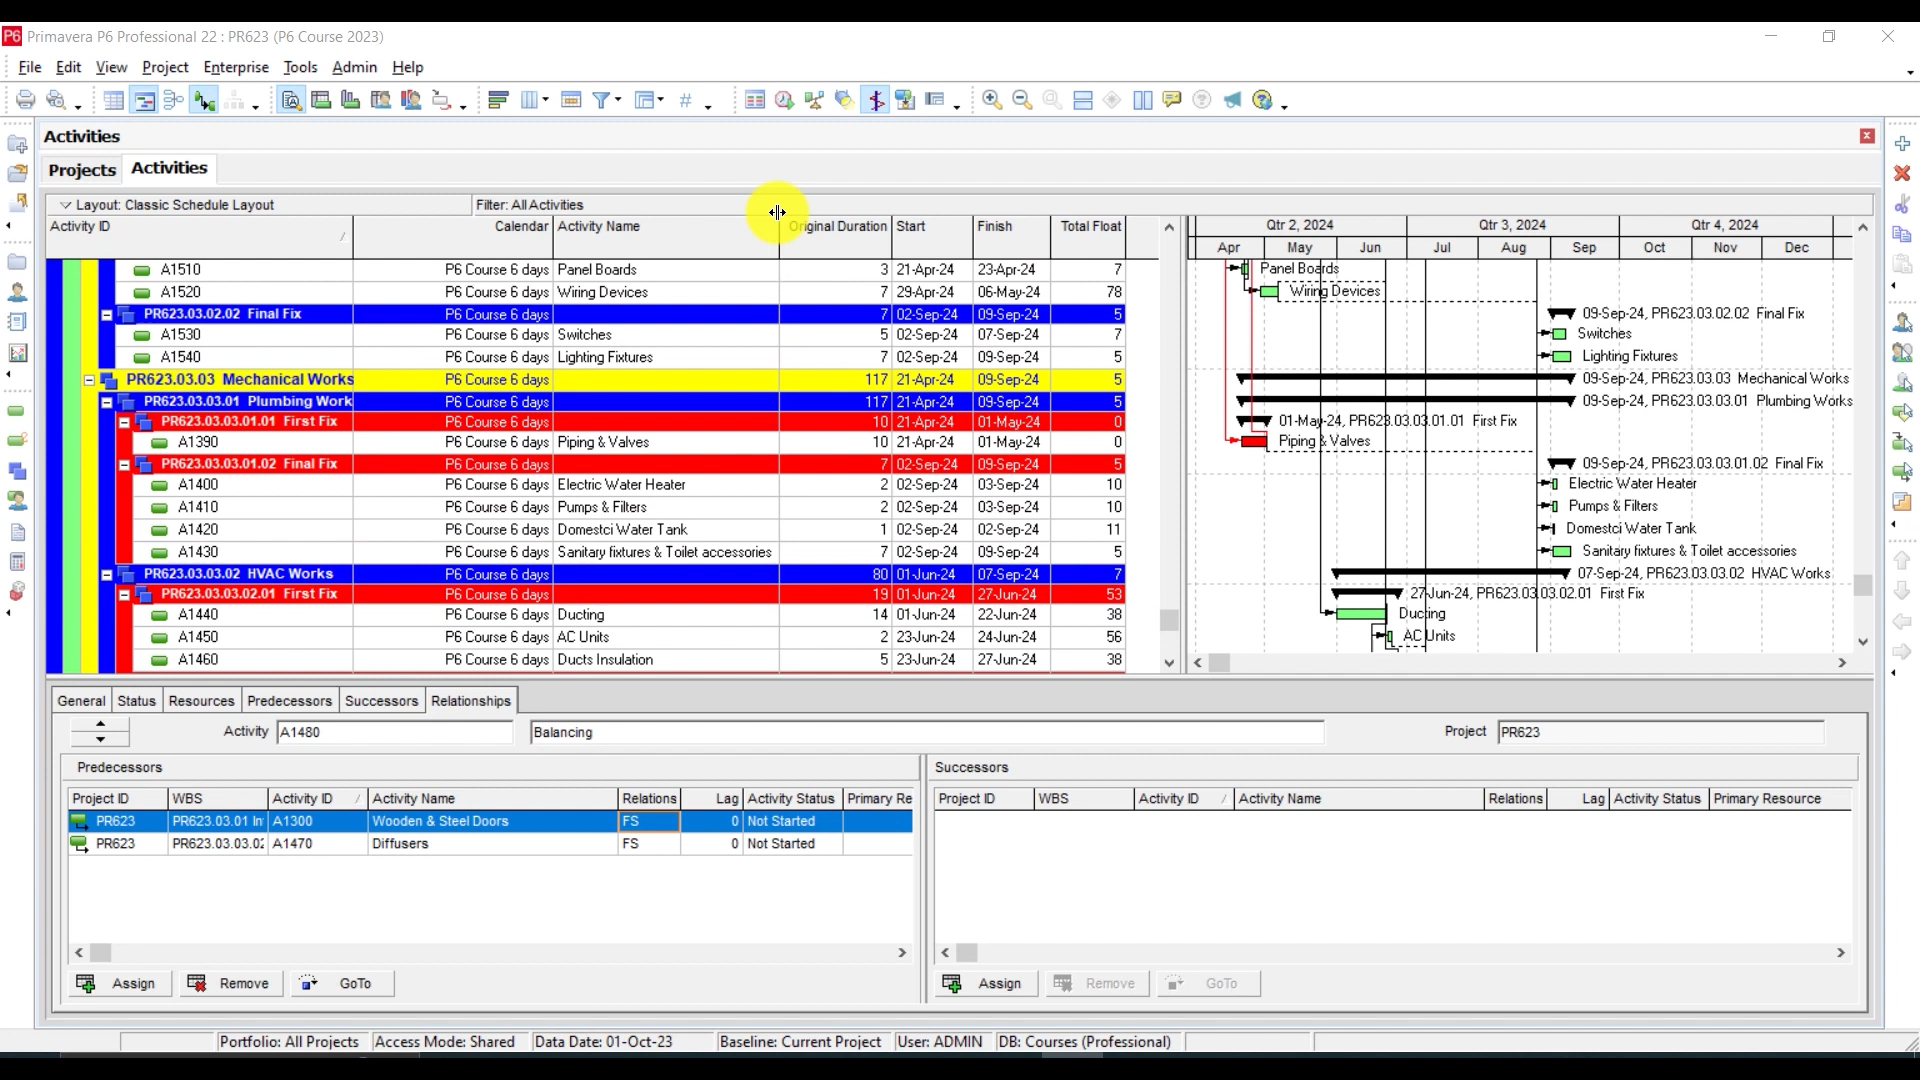 P6 Primavera P6 Professional 22 : PR623 (P6 Course 2023)
File Edit View Project Enterprise Tools Admin Help
Activities
Projects Activities
Layout: Classic Schedule Layout Filter: All Activities
Activity ID Calendar Activity Name Original Duration Start Finish Total Float
Qtr 2, 2024 Qtr 3, 2024 Qtr 4, 2024
Apr May Jun Jul Aug Sep Oct Nov Dec
A1510 P6 Course 6 days Panel Boards 3 21-Apr-24 23-Apr-24 7 Panel Boards
A1520 P6 Course 6 days Wiring Devices 7 29-Apr-24 06-May-24 78 Wiring Devices
PR623.03.02.02 Final Fix P6 Course 6 days 7 02-Sep-24 09-Sep-24 5 09-Sep-24, PR623.03.02.02 Final Fix
A1530 P6 Course 6 days Switches 5 02-Sep-24 07-Sep-24 7 Switches
A1540 P6 Course 6 days Lighting Fixtures 7 02-Sep-24 09-Sep-24 5 Lighting Fixtures
PR623.03.03 Mechanical Works P6 Course 6 days 117 21-Apr-24 09-Sep-24 5 09-Sep-24, PR623.03.03 Mechanical Works
PR623.03.03.01 Plumbing Work P6 Course 6 days 117 21-Apr-24 09-Sep-24 5 09-Sep-24, PR623.03.03.01 Plumbing Works
PR623.03.03.01.01 First Fix P6 Course 6 days 10 21-Apr-24 01-May-24 0 01-May-24, PR623.03.03.01.01 First Fix
A1390 P6 Course 6 days Piping & Valves 10 21-Apr-24 01-May-24 0 Piping & Valves
PR623.03.03.01.02 Final Fix P6 Course 6 days 7 02-Sep-24 09-Sep-24 5 09-Sep-24, PR623.03.03.01.02 Final Fix
A1400 P6 Course 6 days Electric Water Heater 2 02-Sep-24 03-Sep-24 10 Electric Water Heater
A1410 P6 Course 6 days Pumps & Filters 2 02-Sep-24 03-Sep-24 10 Pumps & Filters
A1420 P6 Course 6 days Domestci Water Tank 1 02-Sep-24 02-Sep-24 11 Domestci Water Tank
A1430 P6 Course 6 days Sanitary fixtures & Toilet accessories 7 02-Sep-24 09-Sep-24 5 Sanitary fixtures & Toilet accessories
PR623.03.03.02 HVAC Works P6 Course 6 days 80 01-Jun-24 07-Sep-24 7 07-Sep-24, PR623.03.03.02 HVAC Works
PR623.03.03.02.01 First Fix P6 Course 6 days 19 01-Jun-24 27-Jun-24 53 27-Jun-24, PR623.03.03.02.01 First Fix
A1440 P6 Course 6 days Ducting 14 01-Jun-24 22-Jun-24 38 Ducting
A1450 P6 Course 6 days AC Units 2 23-Jun-24 24-Jun-24 56 AC Units
A1460 P6 Course 6 days Ducts Insulation 5 23-Jun-24 27-Jun-24 38
General Status Resources Predecessors Successors Relationships
Activity A1480 Balancing Project PR623
Predecessors Successors
Project ID WBS Activity ID Activity Name Relations Lag Activity Status Primary Re Project ID WBS Activity ID Activity Name Relations Lag Activity Status Primary Resource
PR623 PR623.03.01 In A1300 Wooden & Steel Doors FS 0 Not Started
PR623 PR623.03.03.02 A1470 Diffusers FS 0 Not Started
Assign Remove GoTo Assign Remove GoTo
Portfolio: All Projects Access Mode: Shared Data Date: 01-Oct-23 Baseline: Current Project User: ADMIN DB: Courses (Professional)